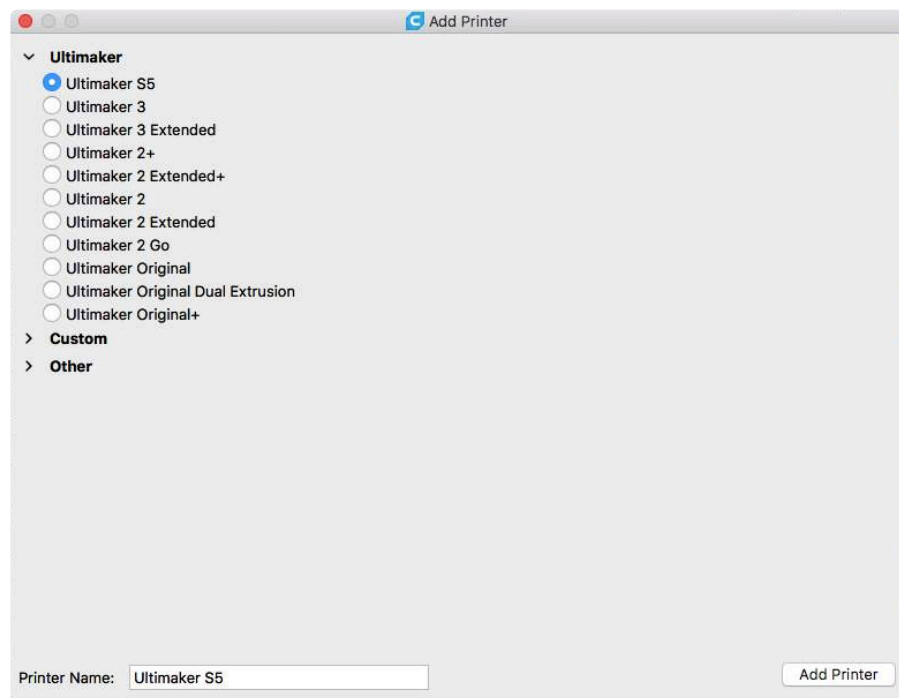 Add Printer
Ultimaker
Ultimaker S5
Ultimaker 3
Ultimaker 3 Extended
Ultimaker 2+
Ultimaker 2 Extended+
Ultimaker 2
Ultimaker 2 Extended
Ultimaker 2 Go
Ultimaker Original
Ultimaker Original Dual Extrusion
Ultimaker Original+
Custom
Other
Printer Name: Ultimaker S5 Add Printer